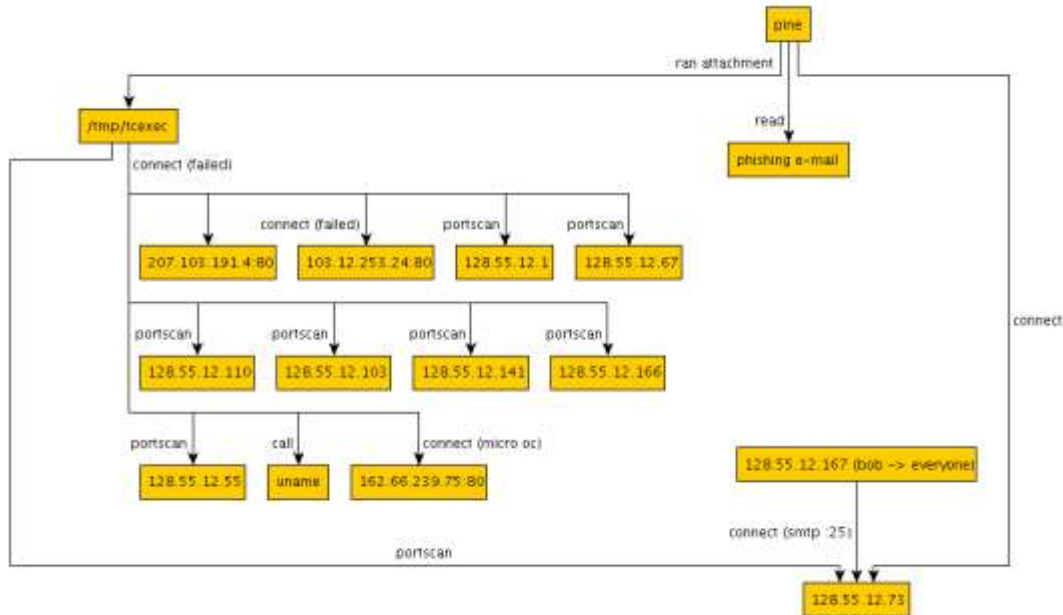 pine
ran attachment
/tmp/tcexec
read
connect (failed)
phishing e-mail
connect (failed) portscan portscan
207.103.191.4:80 103.12.253.24:80 128.55.12.1 128.55.12.67
connect
portscan portscan portscan portscan
128.55.12.110 128.55.12.103 128.55.12.141 128.55.12.166
portscan call connect (micro oc)
128.55.12.167 (bob -> everyone)
128.55.12.55 uname 162.66.239.75:80
connect (smtp :25)
portscan
128.55.12.73